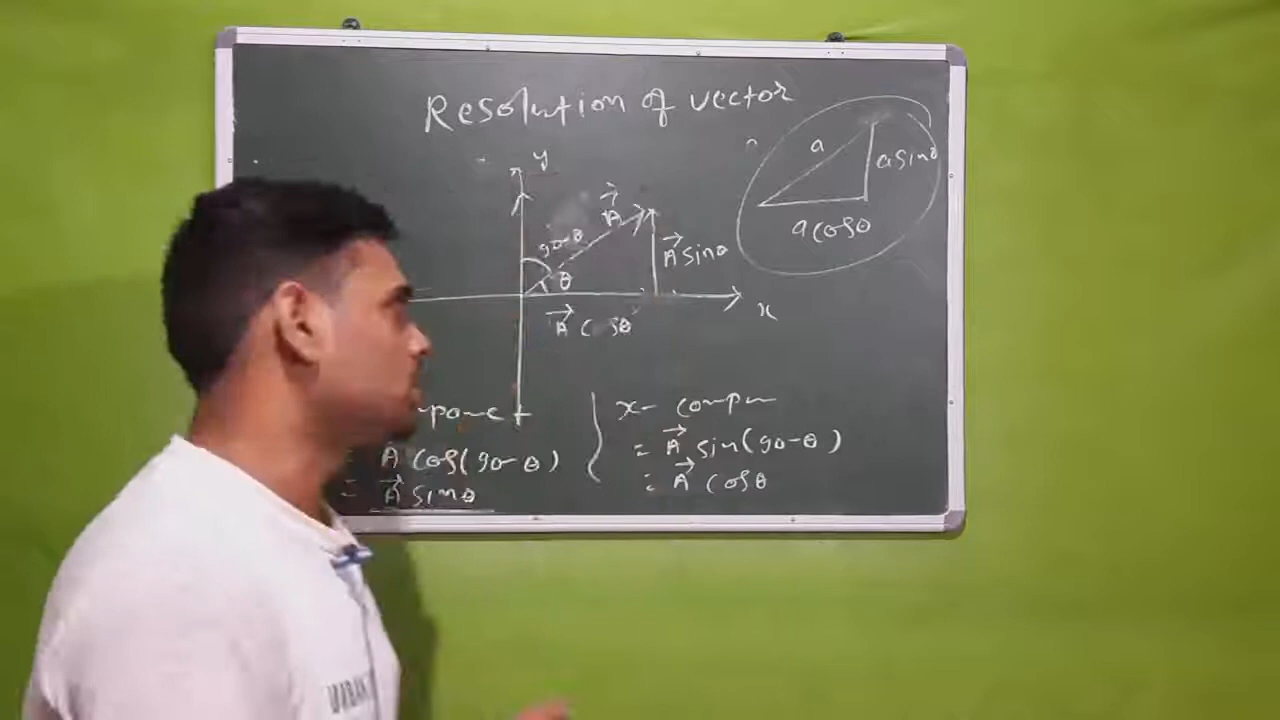 Resolution of vector
y
a
a sinθ
a cosθ
A⃗
90-θ
θ
A⃗ sinθ
A⃗ cosθ
x
x- compn
= A⃗ sin(90-θ)
= A⃗ cosθ
= A cos(90-θ)
= A⃗ sinθ